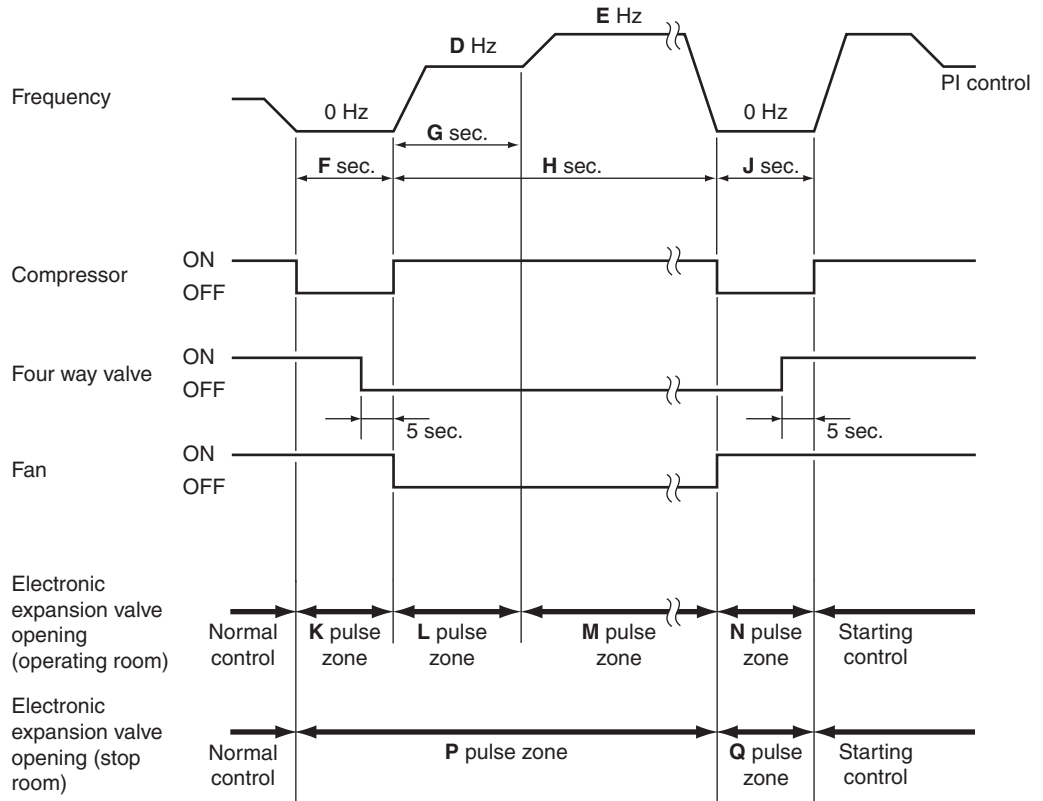 E Hz
D Hz
Frequency
0 Hz
0 Hz
PI control
G sec.
F sec.
H sec.
J sec.
Compressor
ON
OFF
Four way valve
ON
OFF
5 sec.
5 sec.
Fan
ON
OFF
Electronic
expansion valve
opening
(operating room)
Normal
control
K pulse
zone
L pulse
zone
M pulse
zone
N pulse
zone
Starting
control
Electronic
expansion valve
opening (stop
room)
Normal
control
P pulse zone
Q pulse
zone
Starting
control